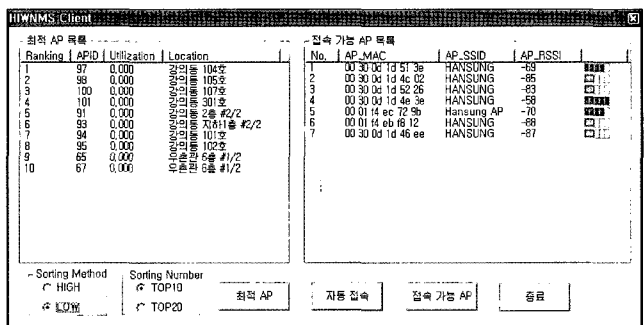 HIWNMS Client
최적 AP 목록
Ranking APID Utilization Location
1 97 0,000 강의동 104호
2 98 0,000 강의동 105호
3 100 0,000 강의동 107호
4 101 0,000 강의동 301호
5 91 0,000 강의동 2층 #2/2
6 93 0,000 강의동 지하1층 #2/2
7 94 0,000 강의동 101호
8 95 0,000 강의동 102호
9 65 0,000 우촌관 6층 #1/2
10 67 0,000 우촌관 6층 #1/2
접속 가능 AP 목록
No. AP_MAC AP_SSID AP_RSSI
1 00 30 0d 1d 51 3e HANSUNG -69
2 00 30 0d 1d 4c 02 HANSUNG -85
3 00 30 0d 1d 52 26 HANSUNG -83
4 00 30 0d 1d 4e 3e HANSUNG -58
5 00 01 f4 ec 72 9b Hansung AP -70
6 00 01 f4 eb f8 12 HANSUNG -88
7 00 30 0d 1d 46 ee HANSUNG -87
Sorting Method
HIGH
LOW
Sorting Number
TOP10
TOP20
최적 AP
자동 접속
접속 가능 AP
종료